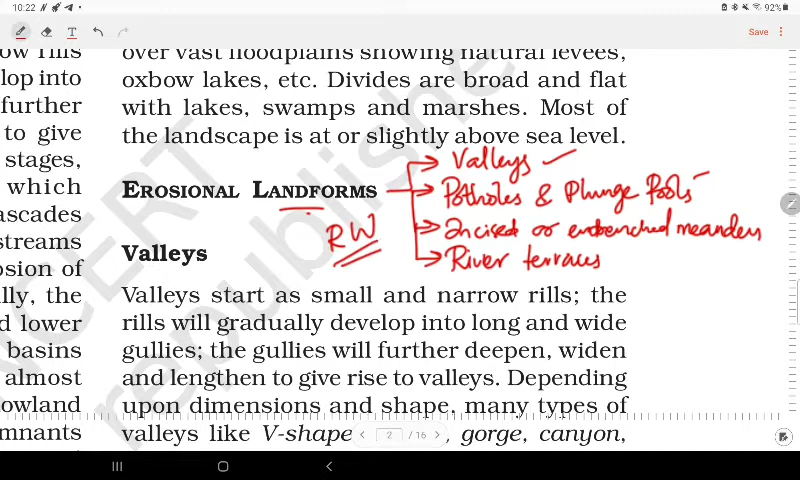 10:22
92%
Save
T
ow rills
over vast floodplains showing natural levees,
lop into
oxbow lakes, etc. Divides are broad and flat
further
with lakes, swamps and marshes. Most of
to give
the landscape is at or slightly above sea level.
stages,
which
EROSIONAL LANDFORMS
Valleys
Potholes & Plunge Pools
Incised or entrenched meanders
River terraces
RW
ascades
streams
Valleys
osion of
lly, the
Valleys start as small and narrow rills; the
d lower
rills will gradually develop into long and wide
basins
gullies; the gullies will further deepen, widen
almost
and lengthen to give rise to valleys. Depending
owland
upon dimensions and shape, many types of
mnants
valleys like V-shape , gorge, canyon,
2 / 16
NCERT
republishe